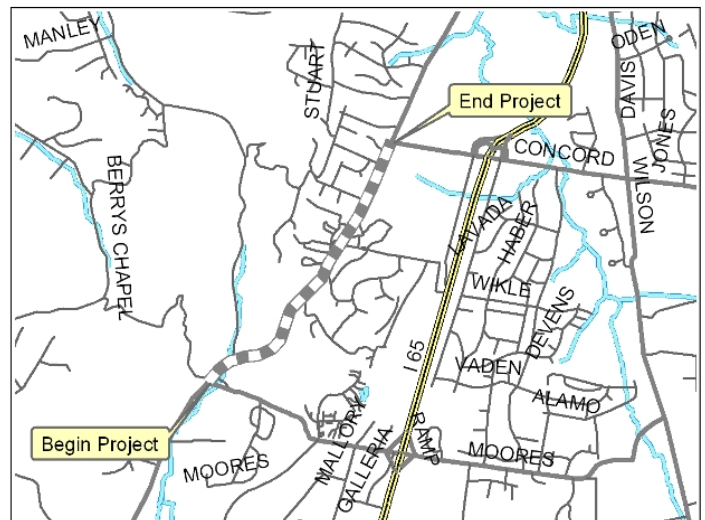 MANLEY
ODEN
STUART
DAVIS
End Project
JONES
CONCORD
BERRYS CHAPEL
WILSON
LAVADA
HABER
WIKLE
DEVENS
I 65
VADEN
ALAMO
MALLORY
RAMP
Begin Project
GALLERIA
MOORES
MOORES